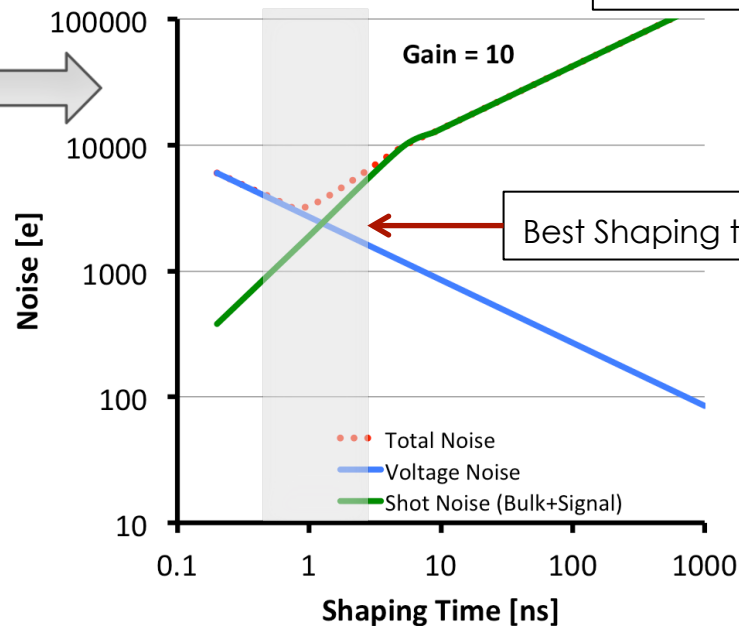 100000
Gain = 10
10000
Best Shaping t
Noise [e]
1000
100
Total Noise
Voltage Noise
Shot Noise (Bulk+Signal)
10
0.1 1 10 100 1000
Shaping Time [ns]